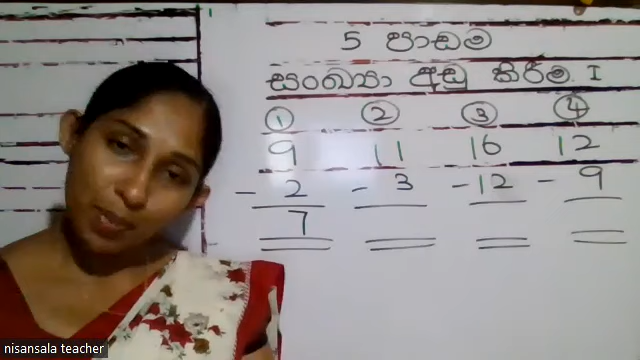 5 පාඩම
සංඛ්‍යා අඩු කිරීම I
① ② ③ ④
9 11 16 12
- 2 - 3 - 12 - 9
7
nisansala teacher